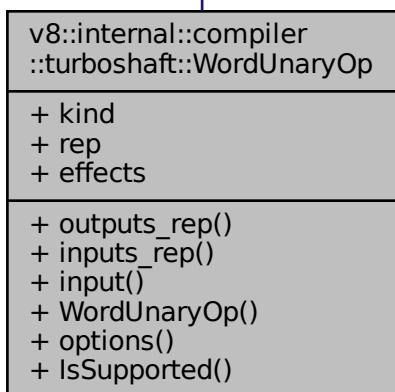 v8::internal::compiler
::turboshaft::WordUnaryOp
+ kind
+ rep
+ effects
+ outputs_rep()
+ inputs_rep()
+ input()
+ WordUnaryOp()
+ options()
+ IsSupported()